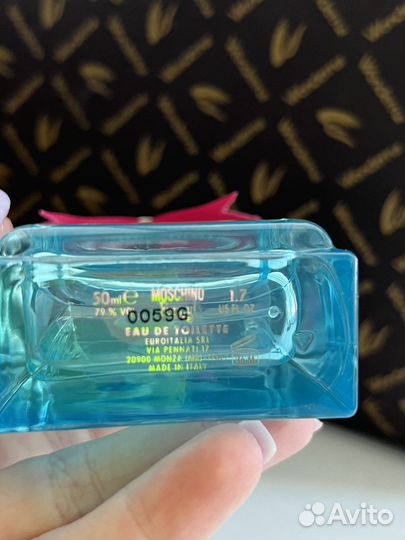 50ml e MOSCHINO 1.7
79 % VOL US FL.OZ
0059G
EAU DE TOILETTE
EUROITALIA SRL
VIA PENNATI 17
20900 MONZA
MADE IN ITALY
Avito